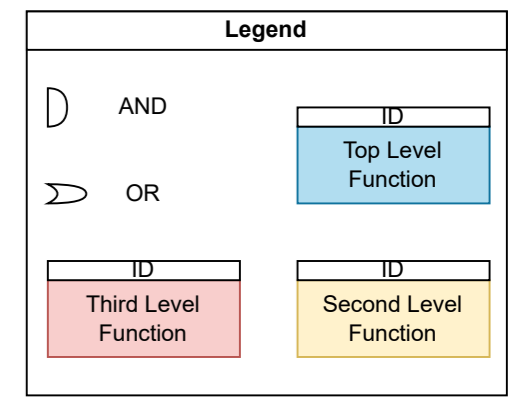 Legend
AND
ID
Top Level
Function
OR
ID
Third Level
Function
ID
Second Level
Function